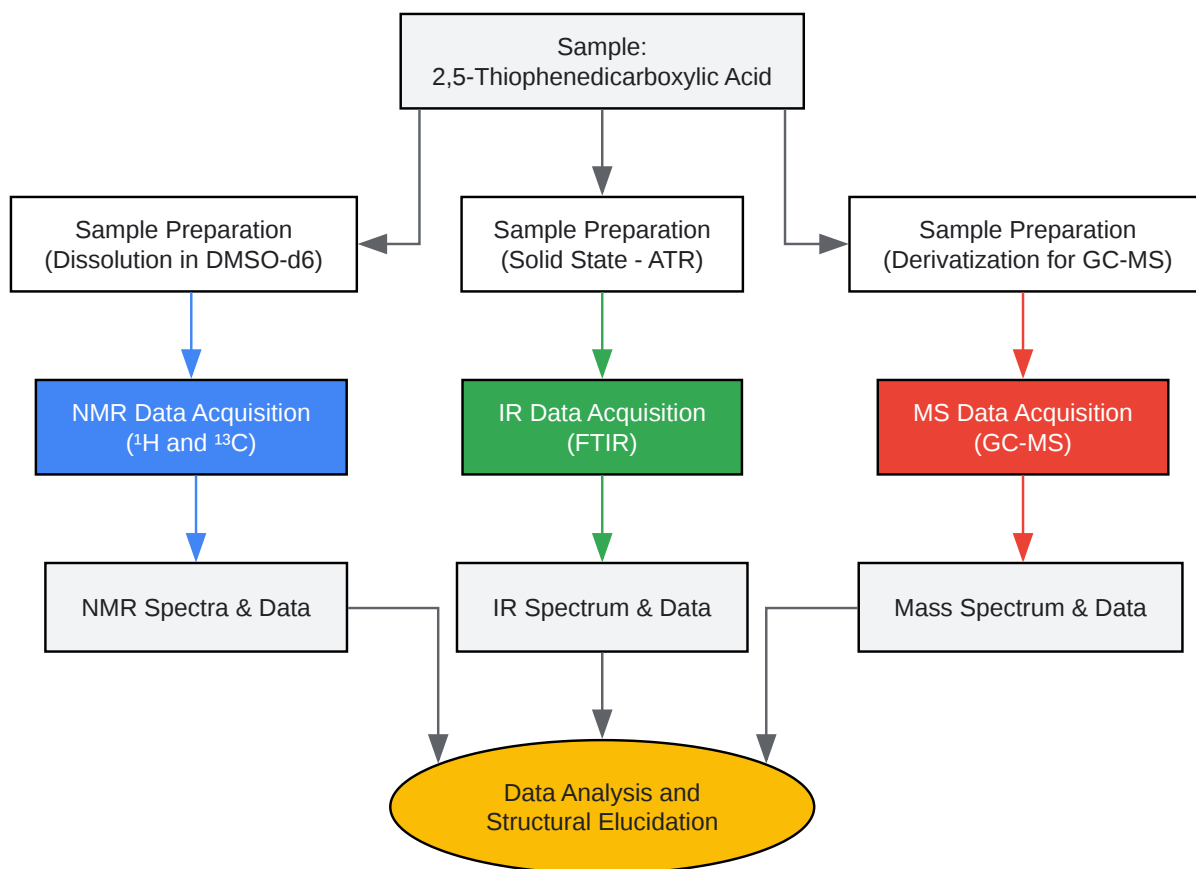 Sample:
2,5-Thiophenedicarboxylic Acid
Sample Preparation
(Dissolution in DMSO-d6)
Sample Preparation
(Solid State - ATR)
Sample Preparation
(Derivatization for GC-MS)
NMR Data Acquisition
(¹H and ¹³C)
IR Data Acquisition
(FTIR)
MS Data Acquisition
(GC-MS)
NMR Spectra & Data
IR Spectrum & Data
Mass Spectrum & Data
Data Analysis and
Structural Elucidation